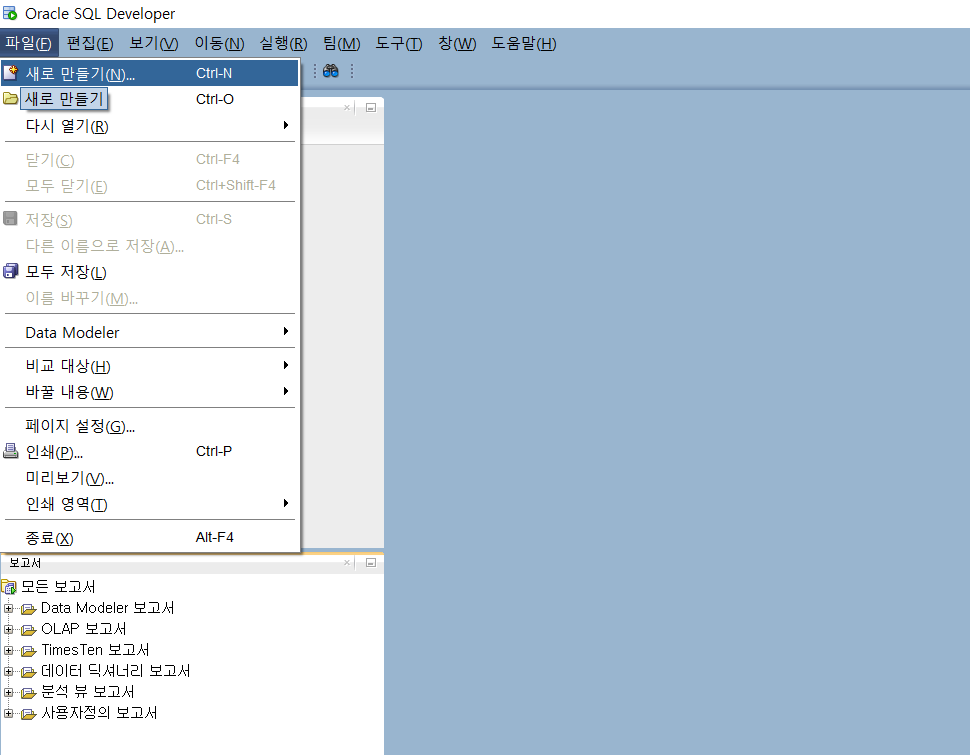 Oracle SQL Developer
파일(F) 편집(E) 보기(V) 이동(N) 실행(R) 팀(M) 도구(T) 창(W) 도움말(H)
새로 만들기(N)... Ctrl-N
새로 만들기 Ctrl-O
다시 열기(R)
닫기(C) Ctrl-F4
모두 닫기(E) Ctrl+Shift-F4
저장(S) Ctrl-S
다른 이름으로 저장(A)...
모두 저장(L)
이름 바꾸기(M)...
Data Modeler
비교 대상(H)
바꿀 내용(W)
페이지 설정(G)...
인쇄(P)... Ctrl-P
미리보기(V)...
인쇄 영역(T)
종료(X) Alt-F4
보고서
모든 보고서
Data Modeler 보고서
OLAP 보고서
TimesTen 보고서
데이터 딕셔너리 보고서
분석 뷰 보고서
사용자정의 보고서